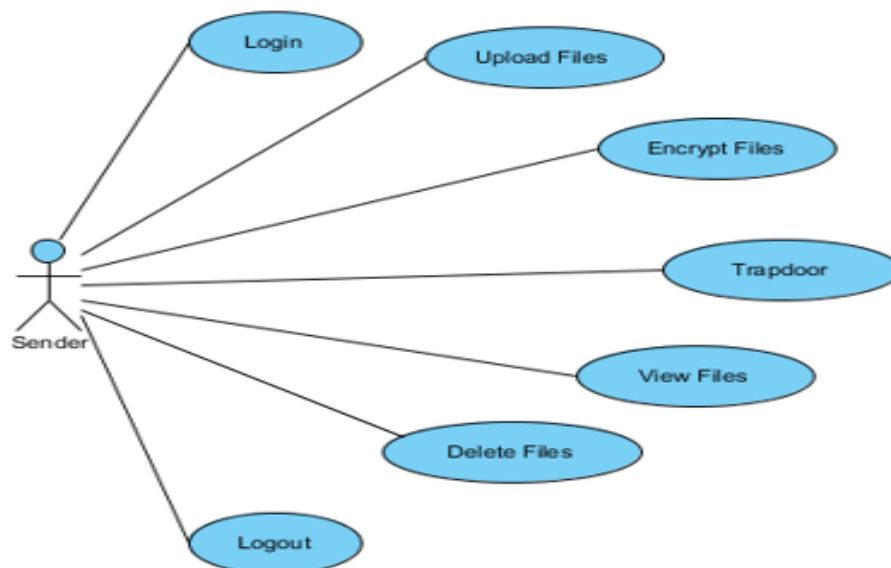 Login
Upload Files
Encrypt Files
Trapdoor
Sender
View Files
Delete Files
Logout